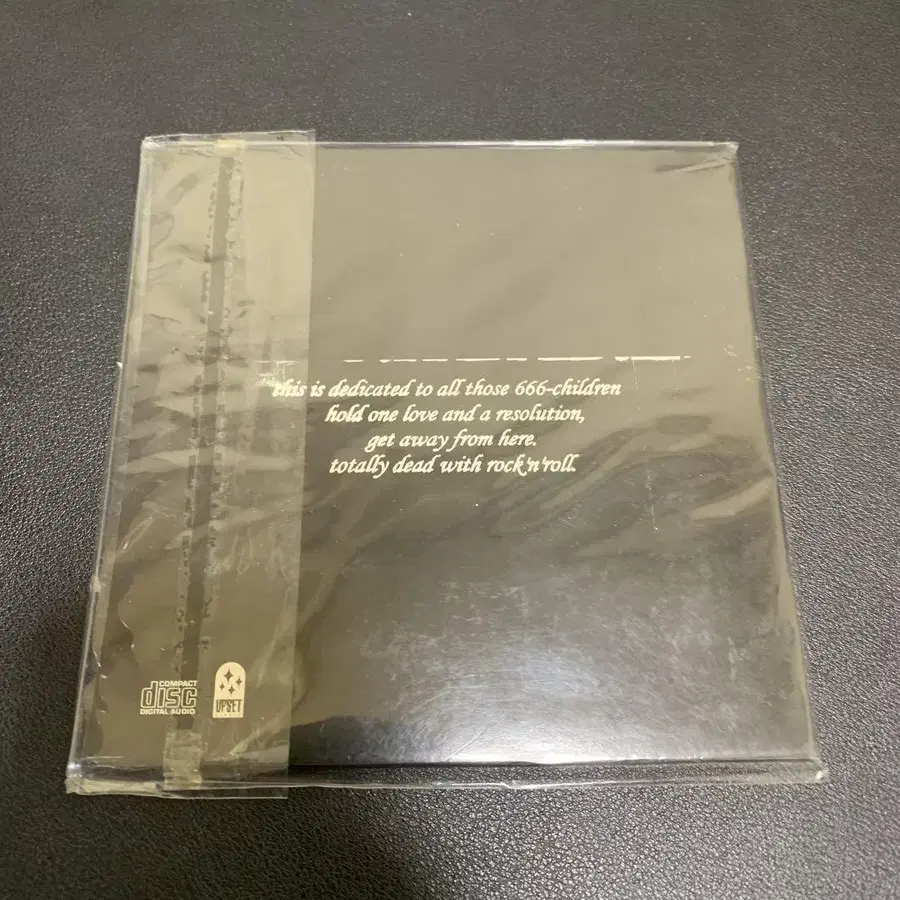 this is dedicated to all those 666-children
hold one love and a resolution,
get away from here.
totally dead with rock'n'roll.
COMPACT
disc
DIGITAL AUDIO
UPSET